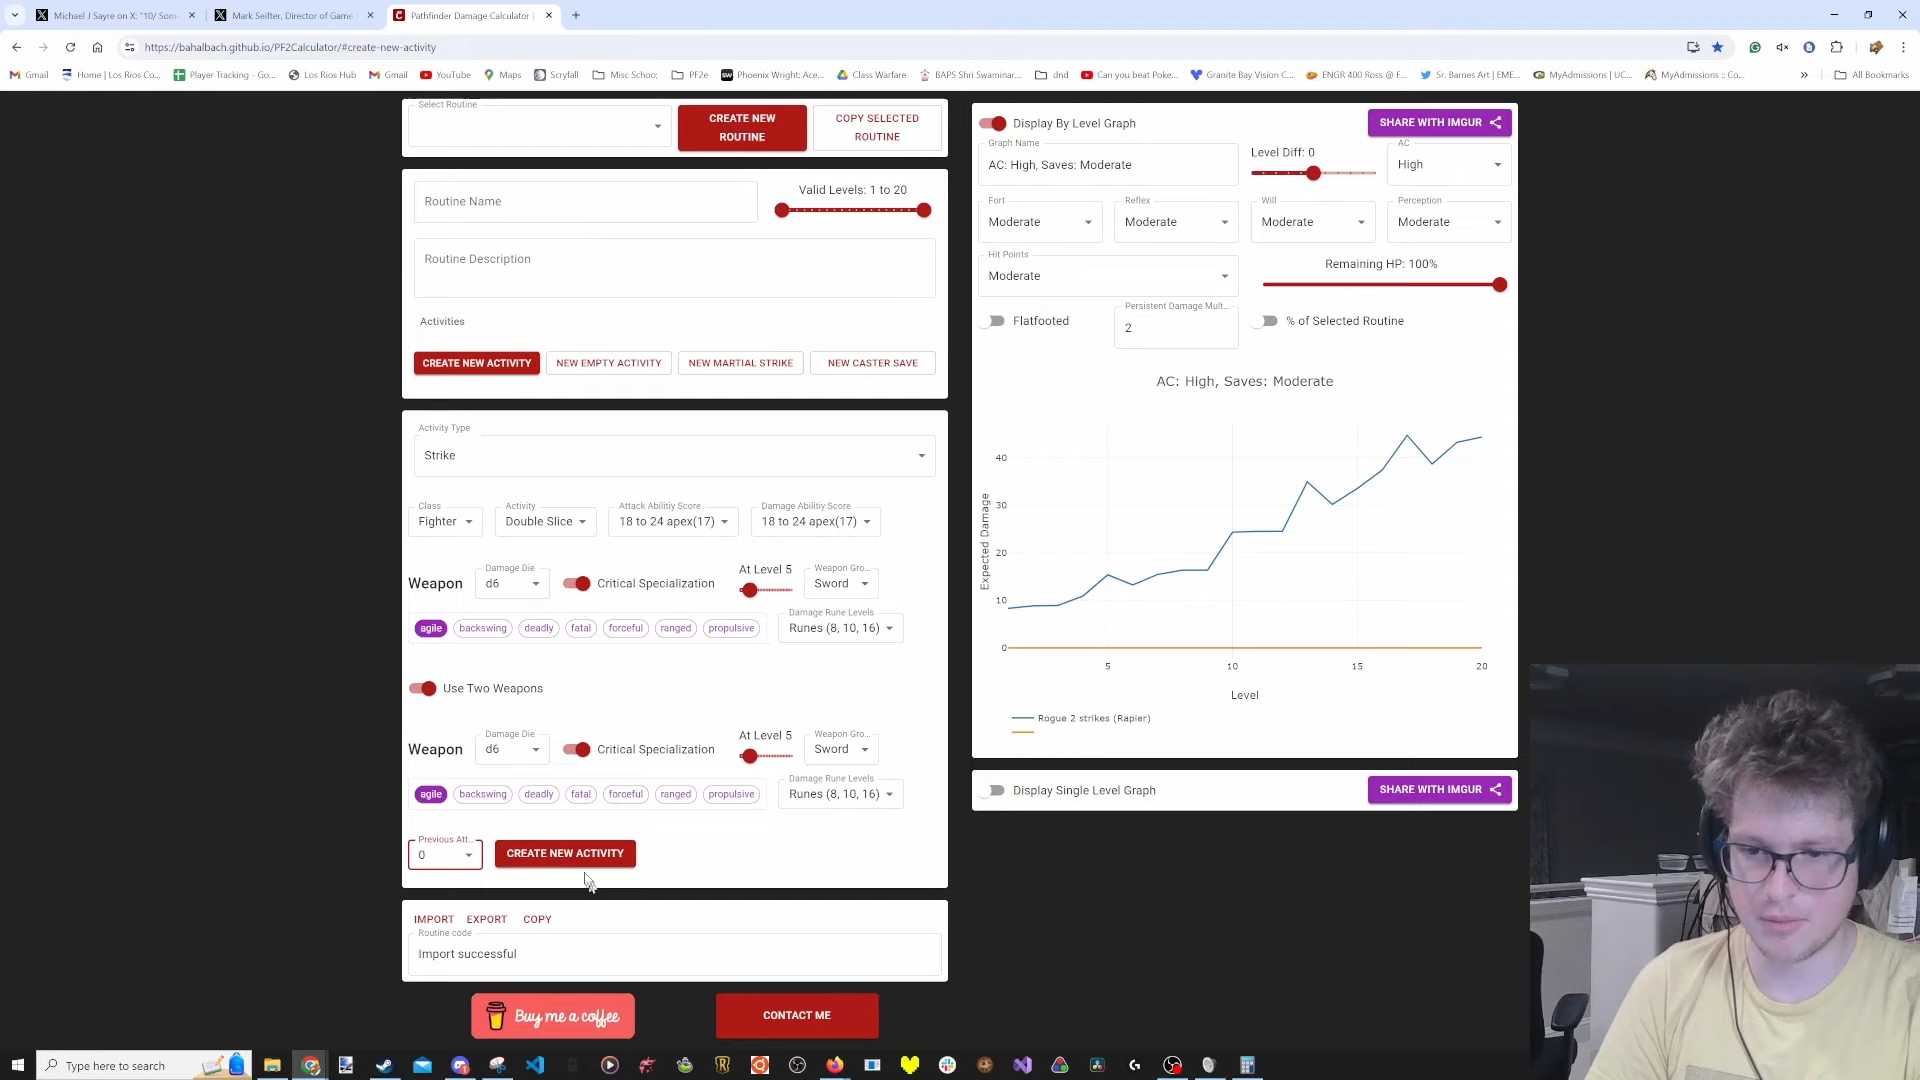 Michael J Sayre on X: "10/ Som
Mark Seifter, Director of Game
Pathfinder Damage Calculator |
https://bahalbach.github.io/PF2Calculator/#create-new-activity
Gmail
Home | Los Rios Co...
Player Tracking - Go...
Los Rios Hub
Gmail
YouTube
Maps
Scryfall
Misc Schoo;
PF2e
Phoenix Wright: Ace...
Class Warfare
BAPS Shri Swaminar...
dnd
Can you beat Poke...
Granite Bay Vision C...
ENGR 400 Ross @ F...
Sr. Barnes Art | EME...
MyAdmissions | UC...
MyAdmissions :: Co...
All Bookmarks
Select Routine
CREATE NEW
ROUTINE
COPY SELECTED
ROUTINE
Routine Name
Valid Levels: 1 to 20
Routine Description
Activities
CREATE NEW ACTIVITY
NEW EMPTY ACTIVITY
NEW MARTIAL STRIKE
NEW CASTER SAVE
Activity Type
Strike
Class
Fighter
Activity
Double Slice
Attack Abilitiy Score
18 to 24 apex(17)
Damage Abilitiy Score
18 to 24 apex(17)
Weapon
Damage Die
d6
Critical Specialization
At Level 5
Weapon Gro...
Sword
agile
backswing
deadly
fatal
forceful
ranged
propulsive
Damage Rune Levels
Runes (8, 10, 16)
Use Two Weapons
Weapon
Damage Die
d6
Critical Specialization
At Level 5
Weapon Gro...
Sword
agile
backswing
deadly
fatal
forceful
ranged
propulsive
Damage Rune Levels
Runes (8, 10, 16)
Previous Att...
0
CREATE NEW ACTIVITY
IMPORT
EXPORT
COPY
Routine code
Import successful
Buy me a coffee
CONTACT ME
Display By Level Graph
SHARE WITH IMGUR
Graph Name
AC: High, Saves: Moderate
Level Diff: 0
AC
High
Fort
Moderate
Reflex
Moderate
Will
Moderate
Perception
Moderate
Hit Points
Moderate
Remaining HP: 100%
Flatfooted
Persistent Damage Mult...
2
% of Selected Routine
AC: High, Saves: Moderate
Expected Damage
40
30
20
10
0
5
10
15
20
Level
Rogue 2 strikes (Rapier)
Display Single Level Graph
SHARE WITH IMGUR
Type here to search